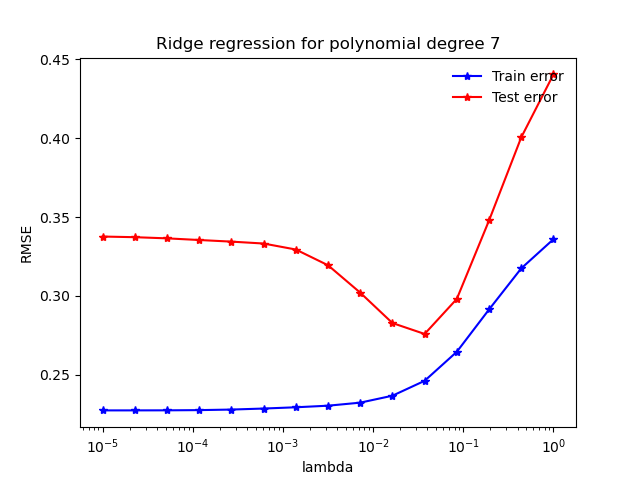 Ridge regression for polynomial degree 7
Train error
Test error
0.45
0.40
0.35
0.30
0.25
RMSE
10⁻⁵ 10⁻⁴ 10⁻³ 10⁻² 10⁻¹ 10⁰
lambda